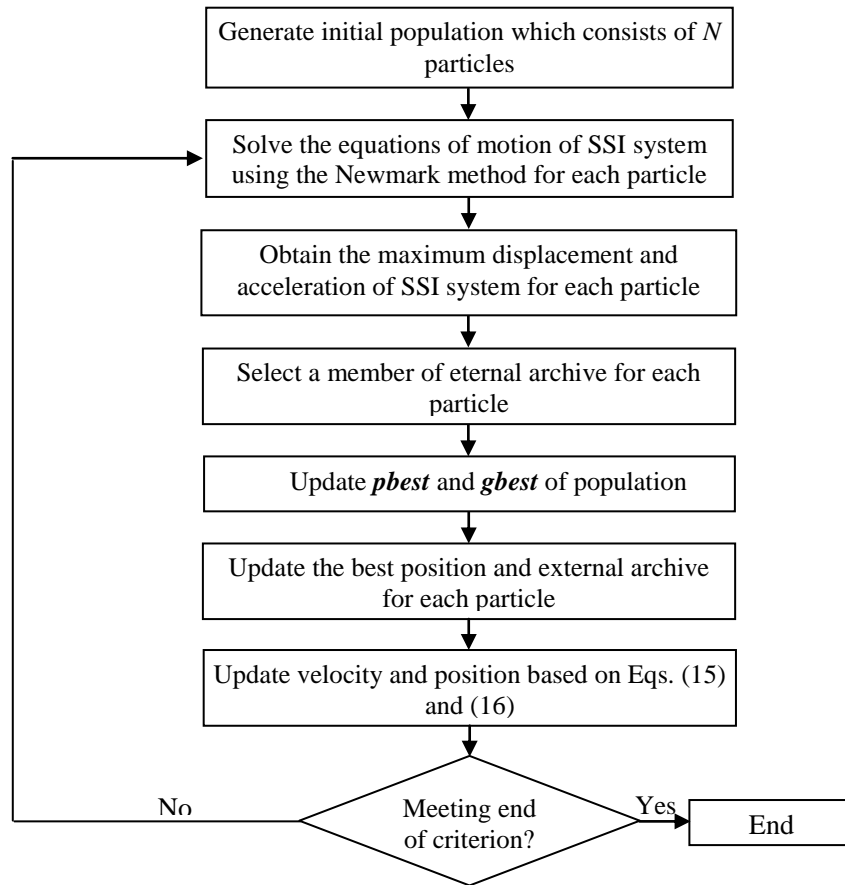 Generate initial population which consists of N
particles
Solve the equations of motion of SSI system
using the Newmark method for each particle
Obtain the maximum displacement and
acceleration of SSI system for each particle
Select a member of eternal archive for each
particle
Update pbest and gbest of population
Update the best position and external archive
for each particle
Update velocity and position based on Eqs. (15)
and (16)
No
Meeting end
of criterion?
Yes
End